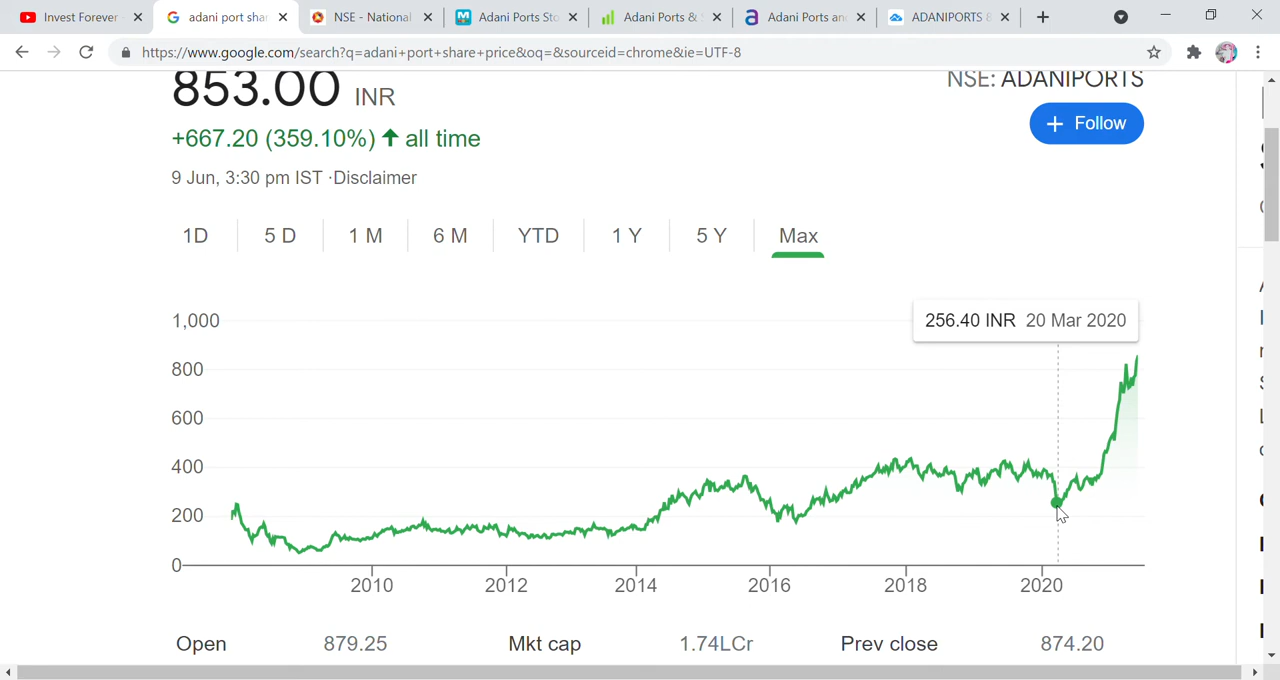 Invest Forever
adani port shar
NSE - National
Adani Ports Sto
Adani Ports & S
Adani Ports an
ADANIPORTS 8
https://www.google.com/search?q=adani+port+share+price&oq=&sourceid=chrome&ie=UTF-8
853.00 INR
NSE: ADANIPORTS
+ Follow
+667.20 (359.10%) ↑ all time
9 Jun, 3:30 pm IST ·Disclaimer
1D 5 D 1 M 6 M YTD 1 Y 5 Y Max
256.40 INR 20 Mar 2020
1,000
800
600
400
200
0
2010 2012 2014 2016 2018 2020
Open 879.25 Mkt cap 1.74LCr Prev close 874.20